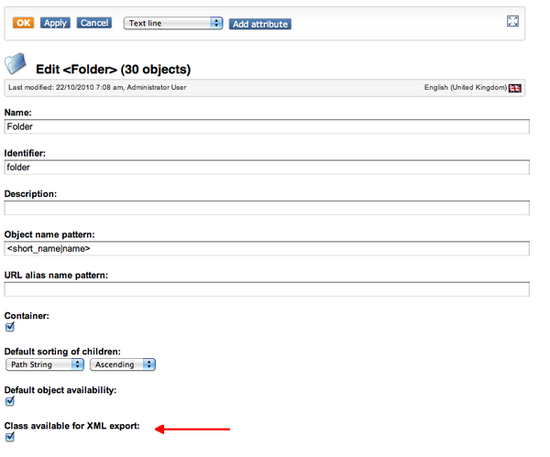 OK Apply Cancel Text line Add attribute
Edit <Folder> (30 objects)
Last modified: 22/10/2010 7:08 am, Administrator User English (United Kingdom)
Name:
Folder
Identifier:
folder
Description:
Object name pattern:
<short_name|name>
URL alias name pattern:
Container:
Default sorting of children:
Path String Ascending
Default object availability:
Class available for XML export: